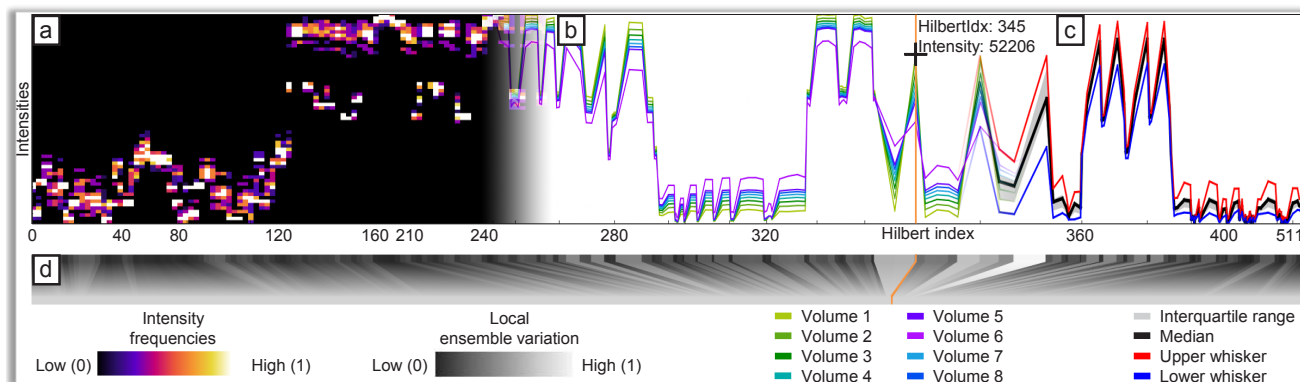 a
b
c
HilbertIdx: 345
Intensity: 52206
Intensities
0 40 80 120 160 210 240 280 320 Hilbert index 360 400 511
d
Intensity
frequencies
Low (0) High (1)
Local
ensemble variation
Low (0) High (1)
Volume 1
Volume 2
Volume 3
Volume 4
Volume 5
Volume 6
Volume 7
Volume 8
Interquartile range
Median
Upper whisker
Lower whisker